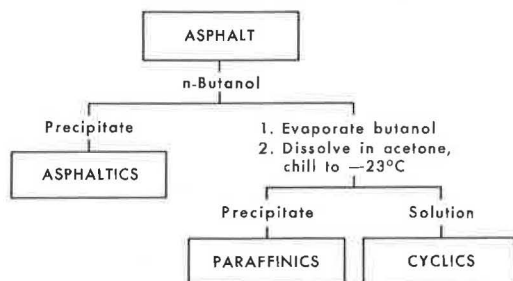 ASPHALT
n-Butanol
Precipitate
1. Evaporate butanol
2. Dissolve in acetone,
chill to —23°C
ASPHALTICS
Precipitate
Solution
PARAFFINICS
CYCLICS